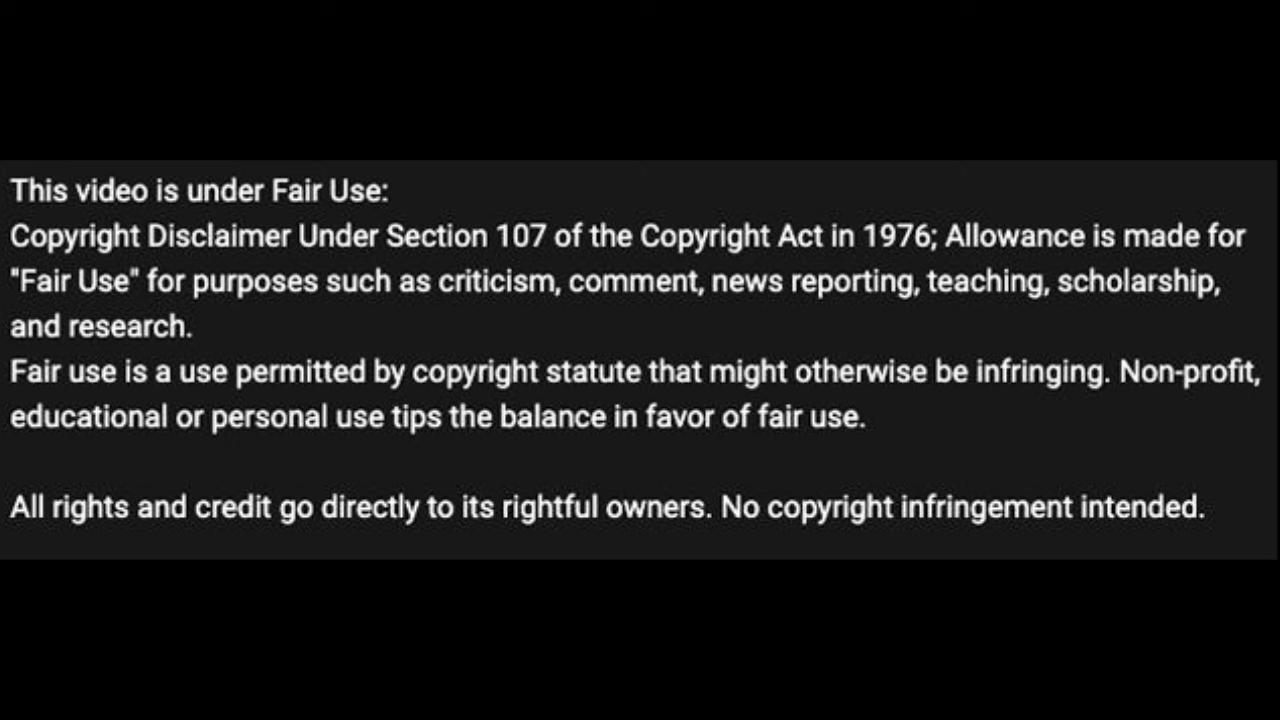 This video is under Fair Use:
Copyright Disclaimer Under Section 107 of the Copyright Act in 1976; Allowance is made for
"Fair Use" for purposes such as criticism, comment, news reporting, teaching, scholarship,
and research.
Fair use is a use permitted by copyright statute that might otherwise be infringing. Non-profit,
educational or personal use tips the balance in favor of fair use.
All rights and credit go directly to its rightful owners. No copyright infringement intended.